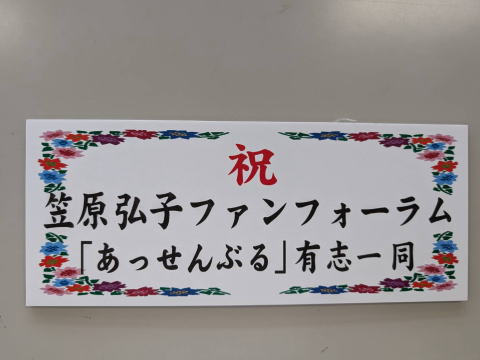 祝
笠原弘子ファンフォーラム
「あっせんぶる」有志一同